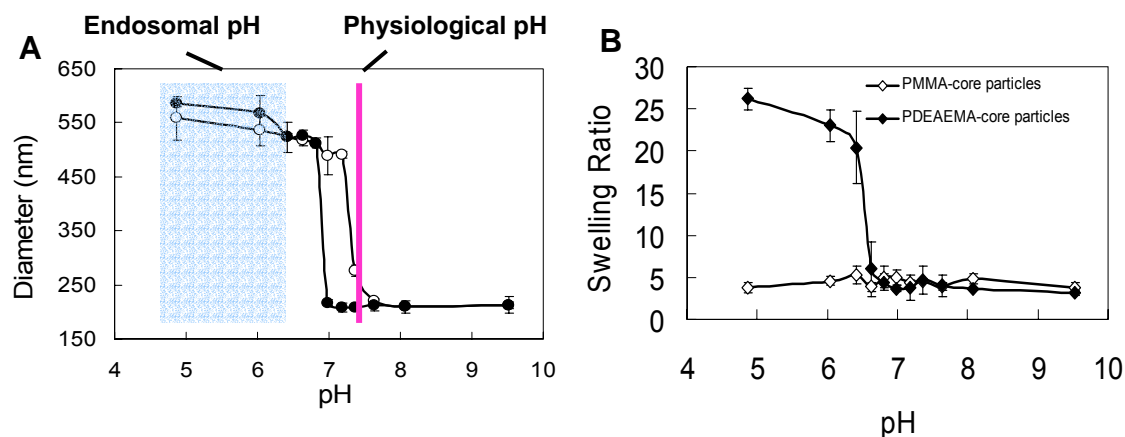 Endosomal pH
Physiological pH
A
650
550
450
350
250
150
Diameter (nm)
4 5 6 7 8 9 10
pH
B
30
25
20
15
10
5
0
Swelling Ratio
PMMA-core particles
PDEAEMA-core particles
4 5 6 7 8 9 10
pH